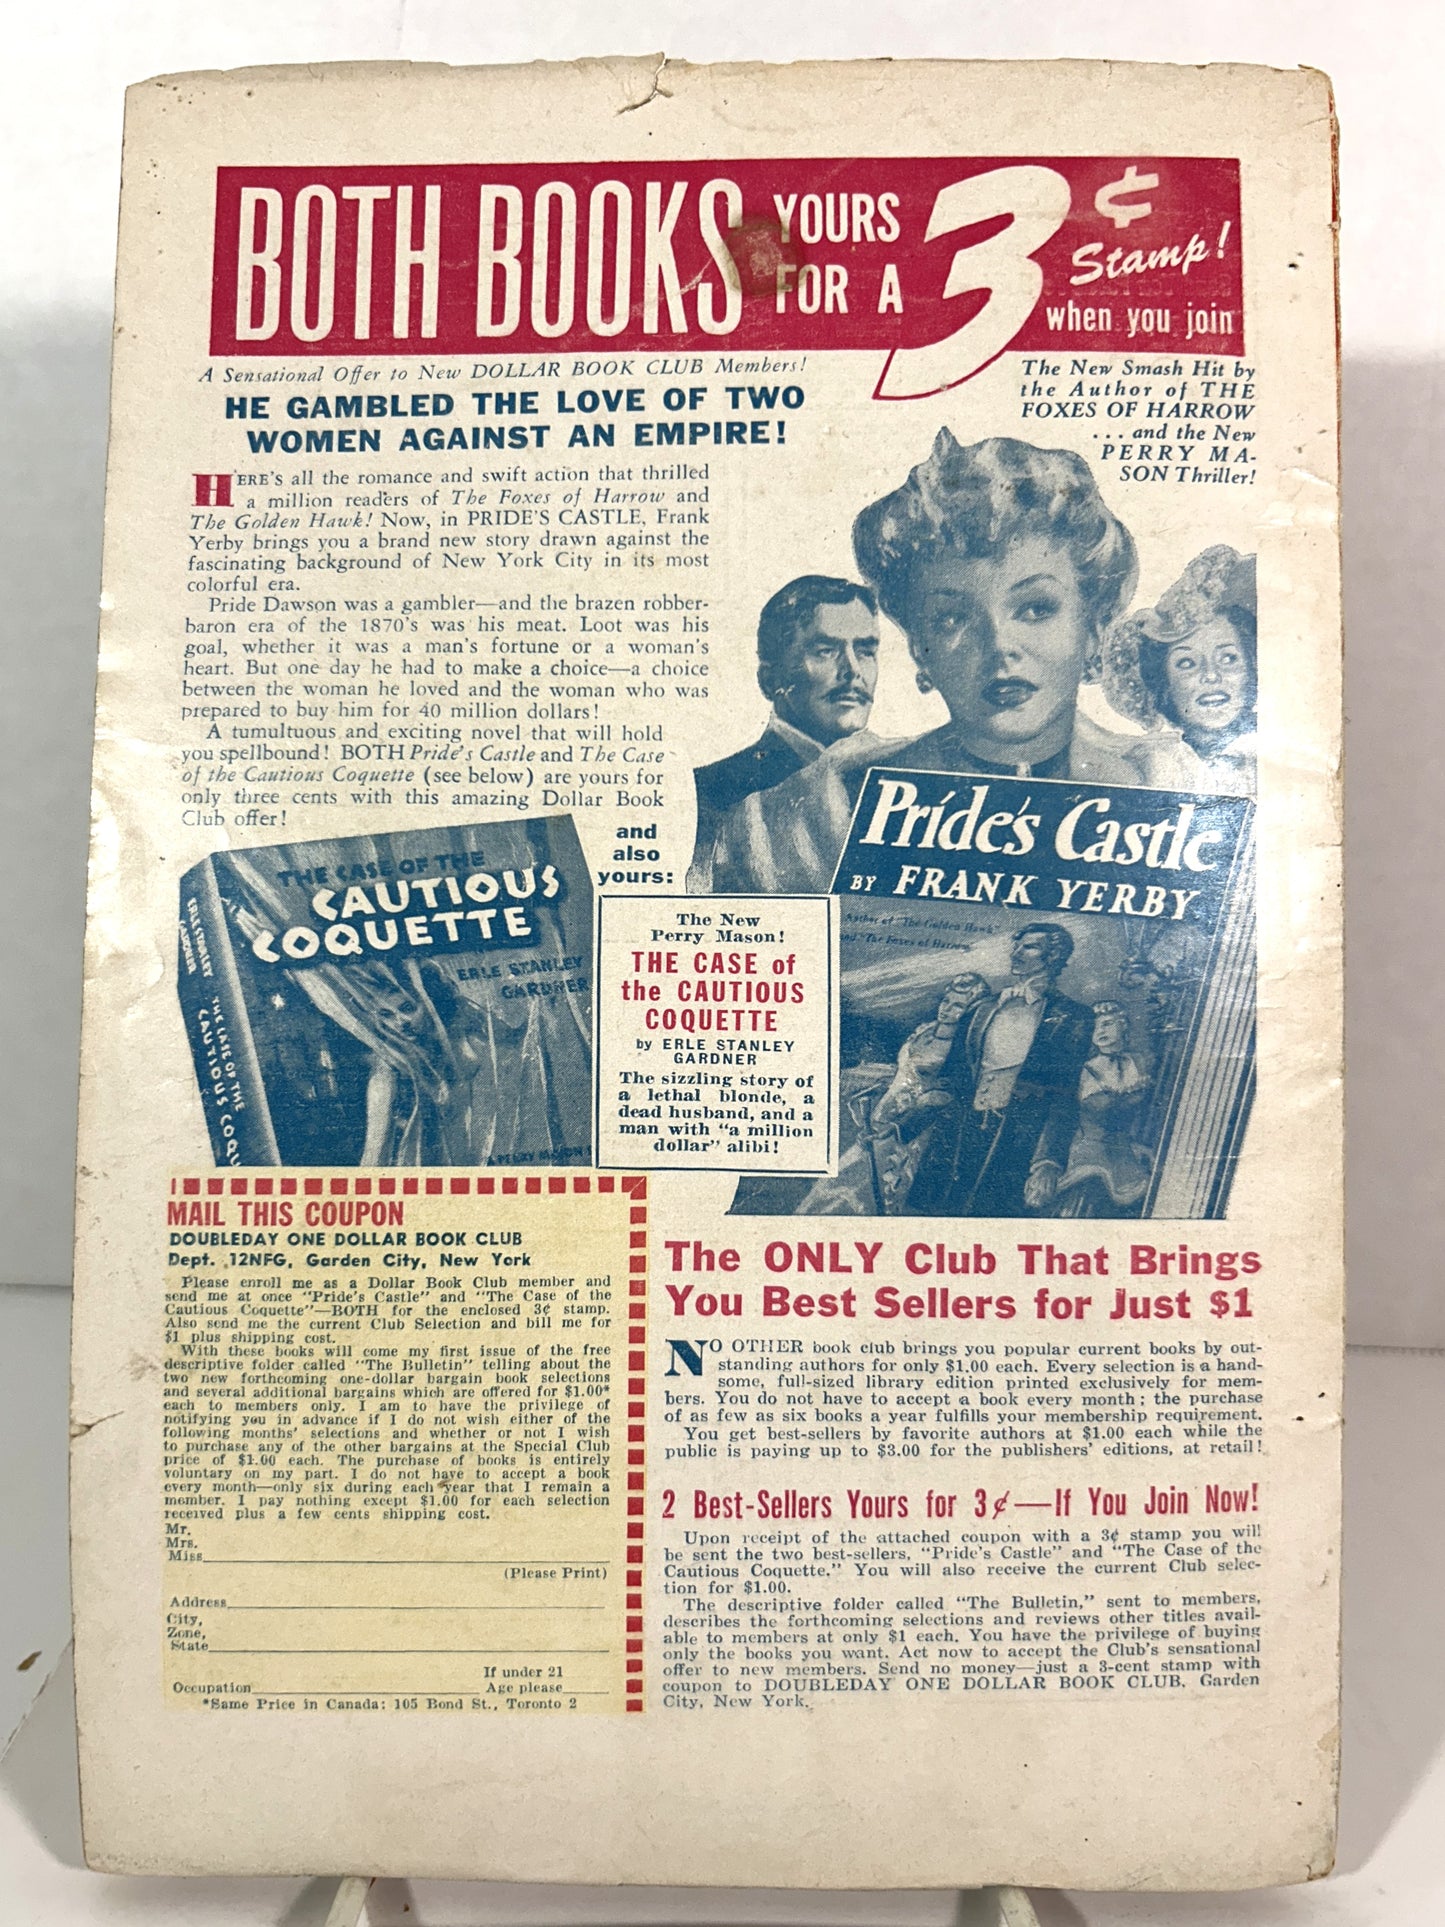 BOTH BOOKS YOURS FOR A 3¢ Stamp! when you join
A Sensational Offer to New DOLLAR BOOK CLUB Members!
HE GAMBLED THE LOVE OF TWO
WOMEN AGAINST AN EMPIRE!
The New Smash Hit by
the Author of THE
FOXES OF HARROW
... and the New
PERRY MA-
SON Thriller!
HERE'S all the romance and swift action that thrilled
a million readers of The Foxes of Harrow and
The Golden Hawk! Now, in PRIDE'S CASTLE, Frank
Yerby brings you a brand new story drawn against the
fascinating background of New York City in its most
colorful era.
Pride Dawson was a gambler—and the brazen robber-
baron era of the 1870's was his meat. Loot was his
goal, whether it was a man's fortune or a woman's
heart. But one day he had to make a choice—a choice
between the woman he loved and the woman who was
prepared to buy him for 40 million dollars!
A tumultuous and exciting novel that will hold
you spellbound! BOTH Pride's Castle and The Case
of the Cautious Coquette (see below) are yours for
only three cents with this amazing Dollar Book
Club offer!
and
also
yours:
THE CASE OF THE
CAUTIOUS
COQUETTE
ERLE STANLEY
GARDNER
ERLE STANLEY
GARDNER
THE CASE OF THE
CAUTIOUS COQU
A PERRY MASON
The New
Perry Mason!
THE CASE of
the CAUTIOUS
COQUETTE
by ERLE STANLEY
GARDNER
The sizzling story of
a lethal blonde, a
dead husband, and a
man with "a million
dollar" alibi!
Pride's Castle
BY FRANK YERBY
Author of "The Golden Hawk"
and "The Foxes of Harrow"
MAIL THIS COUPON
DOUBLEDAY ONE DOLLAR BOOK CLUB
Dept. 12NFG, Garden City, New York
Please enroll me as a Dollar Book Club member and
send me at once "Pride's Castle" and "The Case of the
Cautious Coquette"—BOTH for the enclosed 3¢ stamp.
Also send me the current Club Selection and bill me for
$1 plus shipping cost.
With these books will come my first issue of the free
descriptive folder called "The Bulletin" telling about the
two new forthcoming one-dollar bargain book selections
and several additional bargains which are offered for $1.00*
each to members only. I am to have the privilege of
notifying you in advance if I do not wish either of the
following months' selections and whether or not I wish
to purchase any of the other bargains at the Special Club
price of $1.00 each. The purchase of books is entirely
voluntary on my part. I do not have to accept a book
every month—only six during each year that I remain a
member. I pay nothing except $1.00 for each selection
received plus a few cents shipping cost.
Mr.
Mrs.
Miss
(Please Print)
Address
City,
Zone,
State
If under 21
Occupation Age please
*Same Price in Canada: 105 Bond St., Toronto 2
The ONLY Club That Brings
You Best Sellers for Just $1
NO OTHER book club brings you popular current books by out-
standing authors for only $1.00 each. Every selection is a hand-
some, full-sized library edition printed exclusively for mem-
bers. You do not have to accept a book every month; the purchase
of as few as six books a year fulfills your membership requirement.
You get best-sellers by favorite authors at $1.00 each while the
public is paying up to $3.00 for the publishers' editions, at retail!
2 Best-Sellers Yours for 3¢—If You Join Now!
Upon receipt of the attached coupon with a 3¢ stamp you will
be sent the two best-sellers, "Pride's Castle" and "The Case of the
Cautious Coquette." You will also receive the current Club selec-
tion for $1.00.
The descriptive folder called "The Bulletin," sent to members,
describes the forthcoming selections and reviews other titles avail-
able to members at only $1 each. You have the privilege of buying
only the books you want. Act now to accept the Club's sensational
offer to new members. Send no money—just a 3-cent stamp with
coupon to DOUBLEDAY ONE DOLLAR BOOK CLUB, Garden
City, New York.